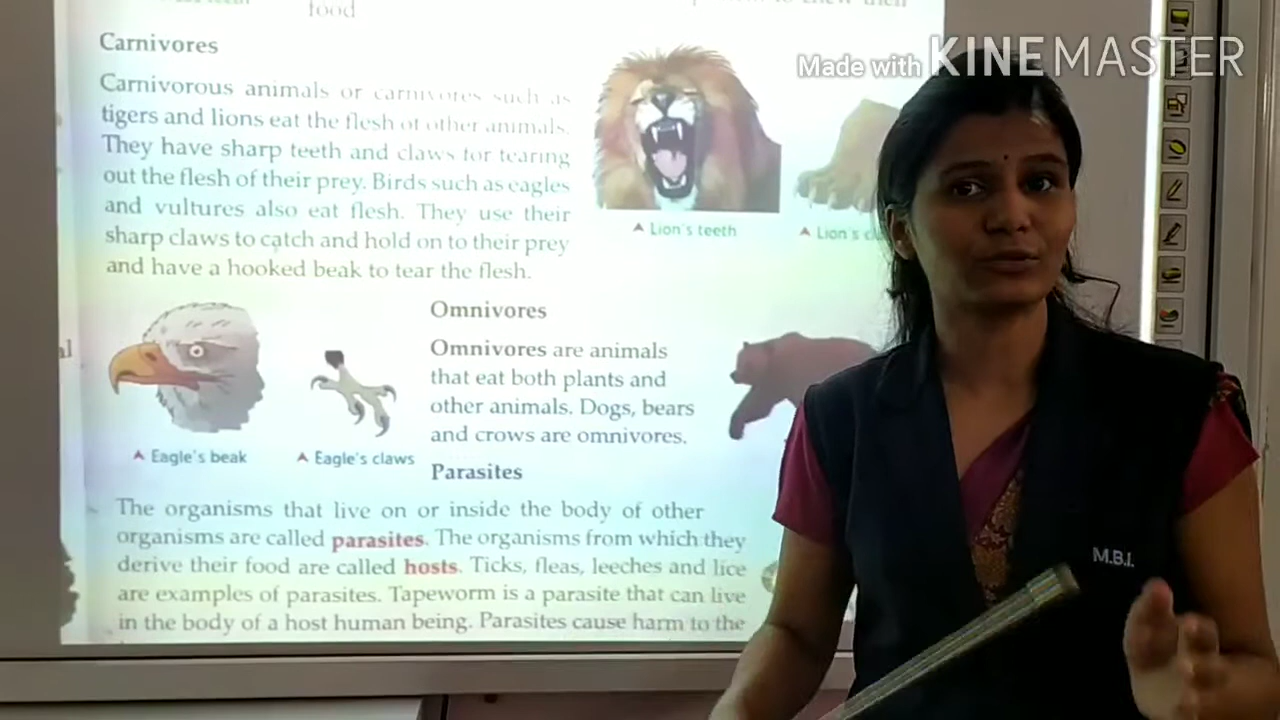 food
Made with KINEMASTER
Carnivores
Carnivorous animals or carnivores such as
tigers and lions eat the flesh of other animals.
They have sharp teeth and claws for tearing
out the flesh of their prey. Birds such as eagles
and vultures also eat flesh. They use their
sharp claws to catch and hold on to their prey
and have a hooked beak to tear the flesh.
Lion's teeth
Lion's
Omnivores
Omnivores are animals
that eat both plants and
other animals. Dogs, bears
and crows are omnivores.
Eagle's beak
Eagle's claws
Parasites
The organisms that live on or inside the body of other
organisms are called parasites. The organisms from which they
derive their food are called hosts. Ticks, fleas, leeches and lice
are examples of parasites. Tapeworm is a parasite that can live
in the body of a host human being. Parasites cause harm to the
M.B.I.